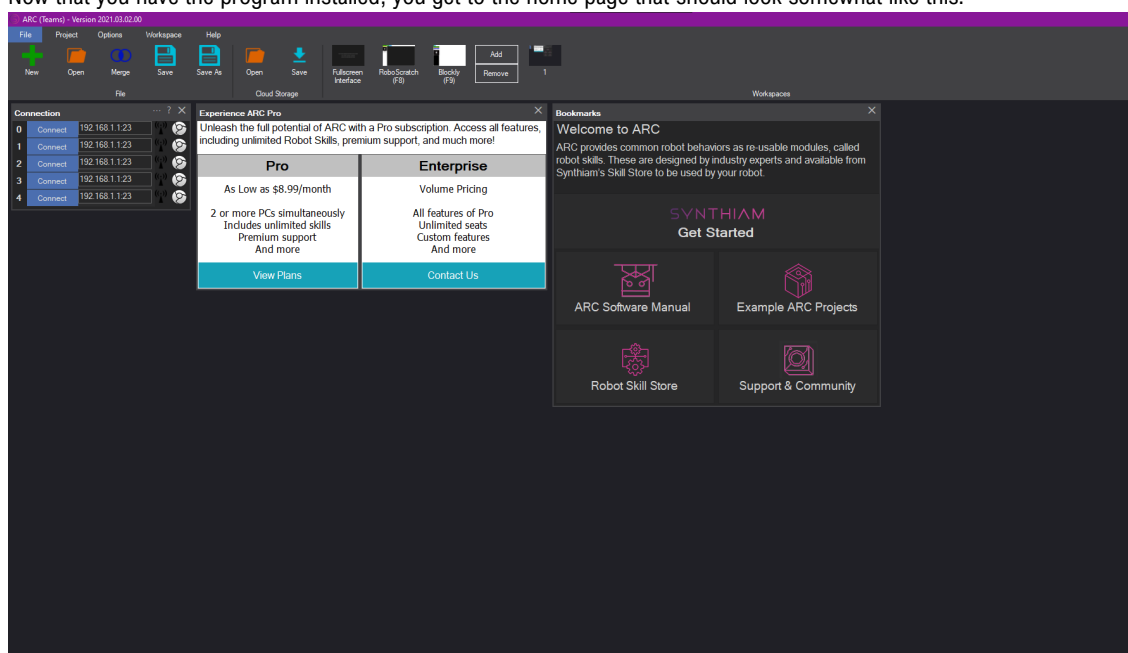 Now that you have the program installed, you get to the home page that should look somewhat like this:
ARC (Teams) - Version 2021.03.02.00
File Project Options Workspace Help
New Open Merge Save Save As Open Save Fullscreen Interface RoboScratch (F8) Blockly (F9) Add Remove 1
File Cloud Storage Workspaces
Connection ... ? X
0 Connect 192.168.1.1:23
1 Connect 192.168.1.1:23
2 Connect 192.168.1.1:23
3 Connect 192.168.1.1:23
4 Connect 192.168.1.1:23
Experience ARC Pro
Unleash the full potential of ARC with a Pro subscription. Access all features,
including unlimited Robot Skills, premium support, and much more!
Pro
As Low as $8.99/month
2 or more PCs simultaneously
Includes unlimited skills
Premium support
And more
View Plans
Enterprise
Volume Pricing
All features of Pro
Unlimited seats
Custom features
And more
Contact Us
Bookmarks
Welcome to ARC
ARC provides common robot behaviors as re-usable modules, called
robot skills. These are designed by industry experts and available from
Synthiam's Skill Store to be used by your robot.
SYNTHIAM
Get Started
ARC Software Manual
Example ARC Projects
Robot Skill Store
Support & Community